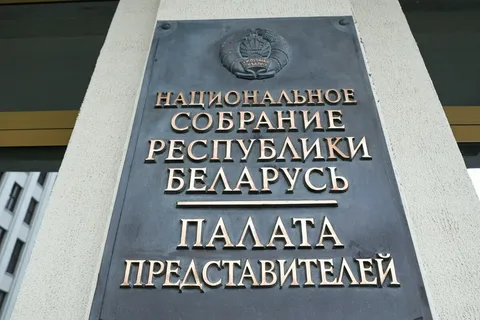 НАЦИОНАЛЬНОЕ
СОБРАНИЕ
РЕСПУБЛИКИ
БЕЛАРУСЬ
ПАЛАТА
ПРЕДСТАВИТЕЛЕЙ